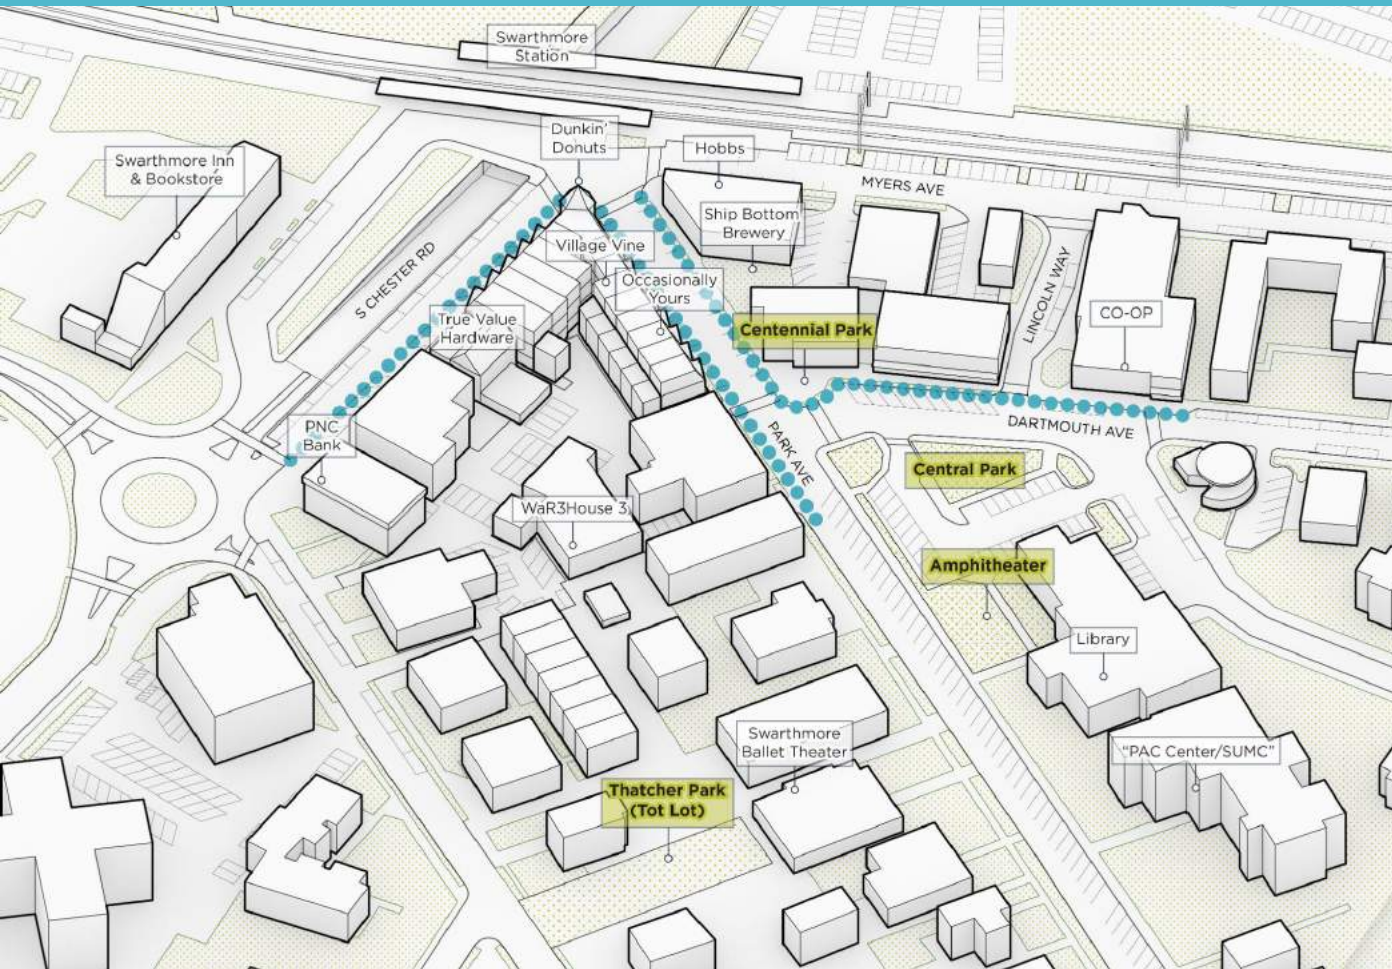 Swarthmore
Station
Dunkin'
Donuts
Hobbs
Swarthmore Inn
& Bookstore
MYERS AVE
Ship Bottom
Brewery
Village Vine
S CHESTER RD
Occasionally
Yours
LINCOLN WAY
True Value
Hardware
Centennial Park
CO-OP
PNC
Bank
PARK AVE
DARTMOUTH AVE
Central Park
WaR3House 3
Amphitheater
Library
Swarthmore
Ballet Theater
"PAC Center/SUMC"
Thatcher Park
(Tot Lot)